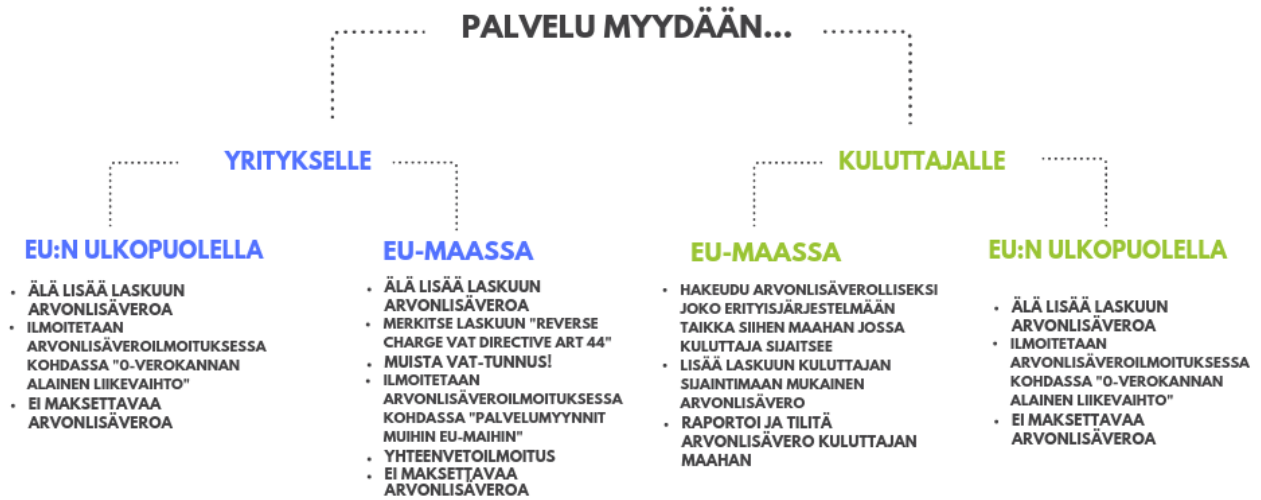 PALVELU MYYDÄÄN...
YRITYKSELLE
EU:N ULKOPUOLELLA
• ÄLÄ LISÄÄ LASKUUN
ARVONLISÄVEROA
• ILMOITETAAN
ARVONLISÄVEROILMOITUKSESSA
KOHDASSA "0-VEROKANNAN
ALAINEN LIIKEVAIHTO"
• EI MAKSETTAVAA
ARVONLISÄVEROA
EU-MAASSA
• ÄLÄ LISÄÄ LASKUUN
ARVONLISÄVEROA
• MERKITSE LASKUUN "REVERSE
CHARGE VAT DIRECTIVE ART 44"
• MUISTA VAT-TUNNUS!
• ILMOITETAAN
ARVONLISÄVEROILMOITUKSESSA
KOHDASSA "PALVELUMYYNNIT
MUIHIN EU-MAIHIN"
• YHTEENVETOILMOITUS
• EI MAKSETTAVAA
ARVONLISÄVEROA
KULUTTAJALLE
EU-MAASSA
• HAKEUDU ARVONLISÄVEROLLISEKSI
JOKO ERITYISJÄRJESTELMÄÄN
TAIKKA SIIHEN MAAHAN JOSSA
KULUTTAJA SIJAITSEE
• LISÄÄ LASKUUN KULUTTAJAN
SIJAINTIMAAN MUKAINEN
ARVONLISÄVERO
• RAPORTOI JA TILITÄ
ARVONLISÄVERO KULUTTAJAN
MAAHAN
EU:N ULKOPUOLELLA
• ÄLÄ LISÄÄ LASKUUN
ARVONLISÄVEROA
• ILMOITETAAN
ARVONLISÄVEROILMOITUKSESSA
KOHDASSA "0-VEROKANNAN
ALAINEN LIIKEVAIHTO"
• EI MAKSETTAVAA
ARVONLISÄVEROA